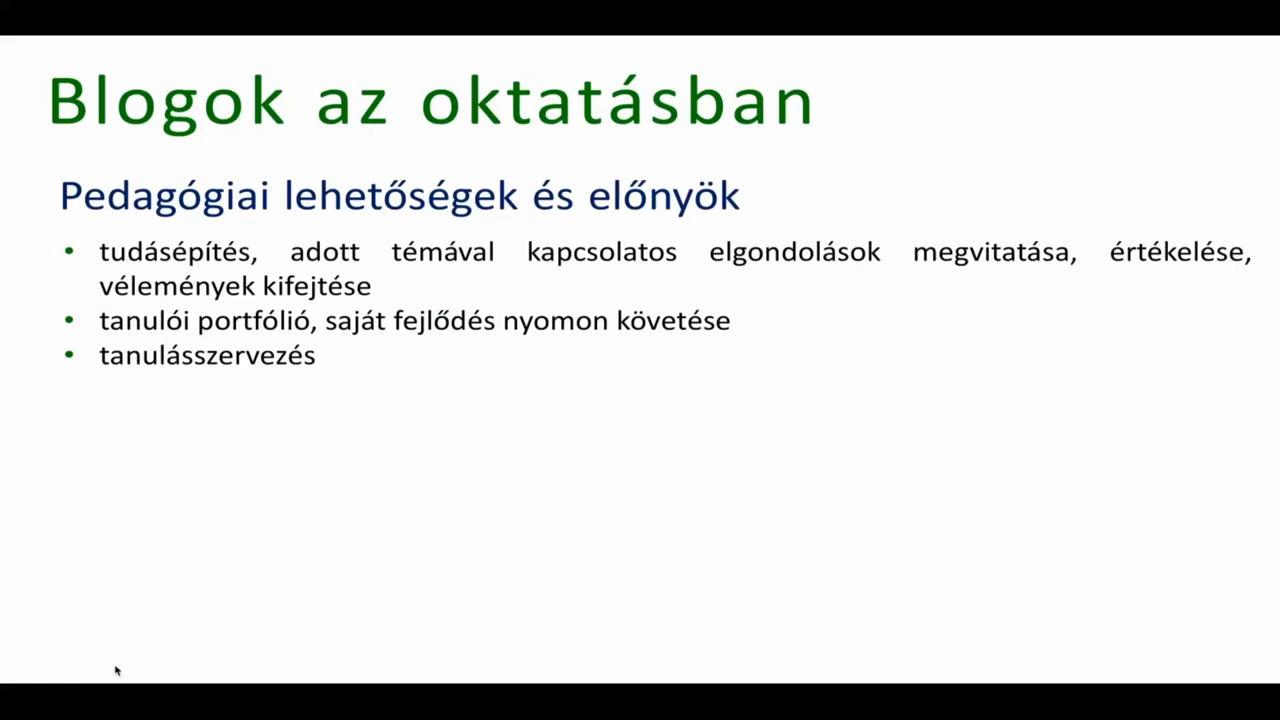 Blogok az oktatásban
Pedagógiai lehetőségek és előnyök
• tudásépítés, adott témával kapcsolatos elgondolások megvitatása, értékelése,
vélemények kifejtése
• tanulói portfólió, saját fejlődés nyomon követése
• tanulásszervezés